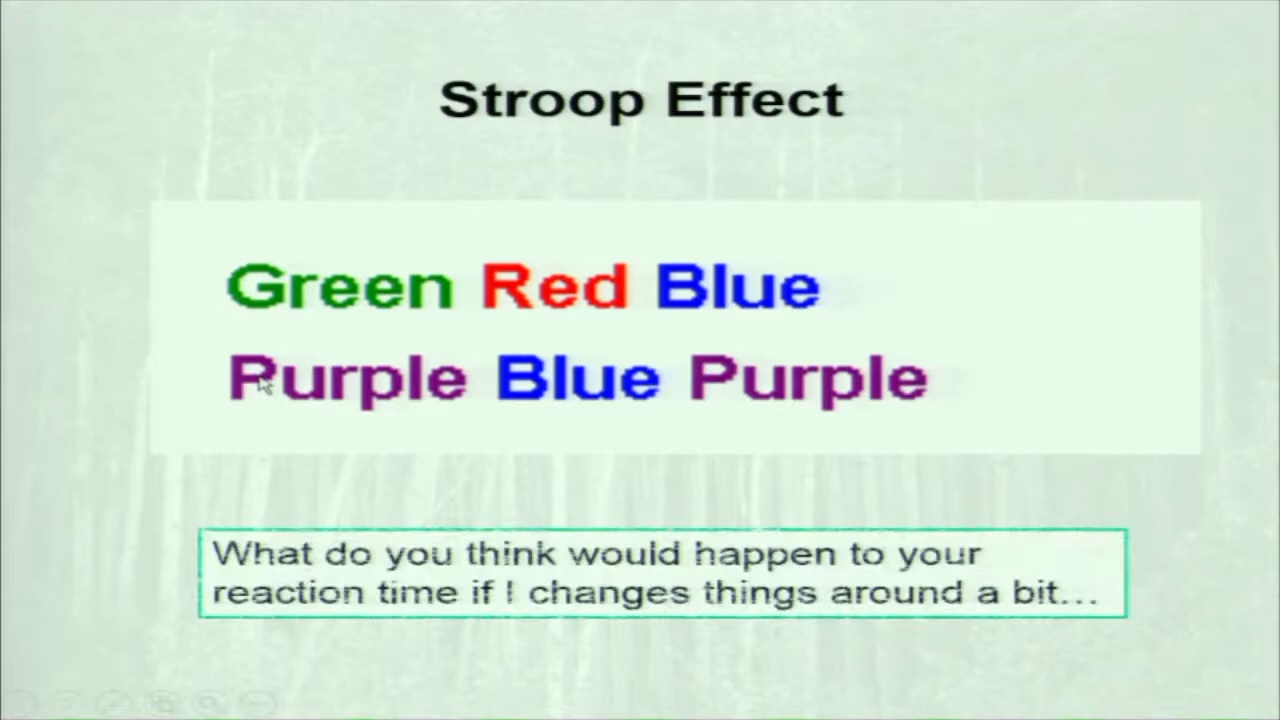 Stroop Effect
Green Red Blue
Purple Blue Purple
What do you think would happen to your
reaction time if I changes things around a bit...